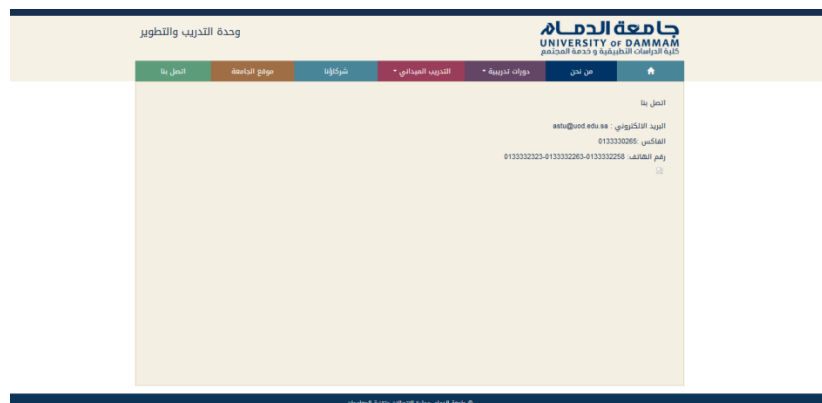 جامعة الدمام
UNIVERSITY OF DAMMAM
كلية الدراسات التطبيقية و خدمة المجتمع
وحدة التدريب والتطوير
من نحن
دورات تدريبية
التدريب الميداني
شركاؤنا
موقع الجامعة
اتصل بنا
اتصل بنا
البريد الالكتروني : astu@uod.edu.sa
الفاكس :0133330265
رقم الهاتف: 0133332258-0133332263-0133332323